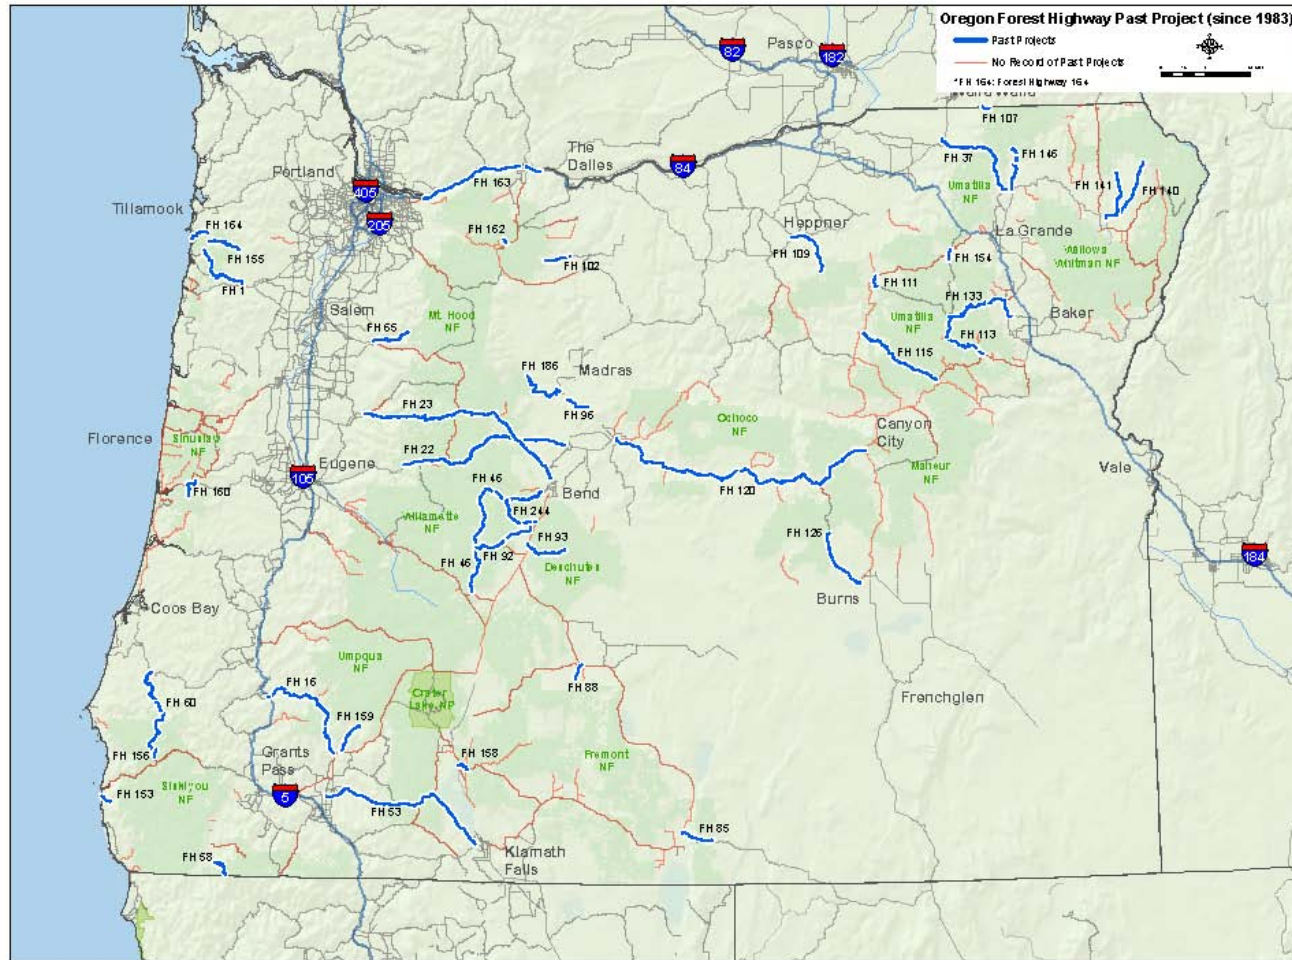 Oregon Forest Highway Past Project (since 1983)
Past Projects
No Record of Past Projects
*FH 164: Forest Highway 164
82
Pasco
182
Walla Walla
FH 107
The
Dalles
84
FH 37
FH 145
Portland
405
FH 163
Umatilla
NF
FH 141
FH 140
Tillamook
205
FH 164
FH 162
Heppner
La Grande
FH 155
FH 102
FH 109
FH 154
Wallowa
Whitman NF
FH 1
FH 111
FH 133
Salem
Mt. Hood
NF
Umatilla
NF
Baker
FH 65
FH 113
FH 115
FH 186
Madras
FH 23
FH 96
Ochoco
NF
Canyon
City
Florence
Siuslaw
NF
FH 22
Eugene
105
Malheur
NF
Vale
FH 160
FH 46
Bend
FH 120
FH 244
Willamette
NF
FH 93
FH 126
184
FH 46
FH 92
Deschutes
NF
Burns
Coos Bay
Umpqua
NF
FH 16
FH 88
FH 60
Crater
Lake NP
Frenchglen
FH 159
FH 156
Grants
Pass
FH 158
Fremont
NF
FH 153
Siskiyou
NF
5
FH 53
FH 85
Klamath
Falls
FH 58